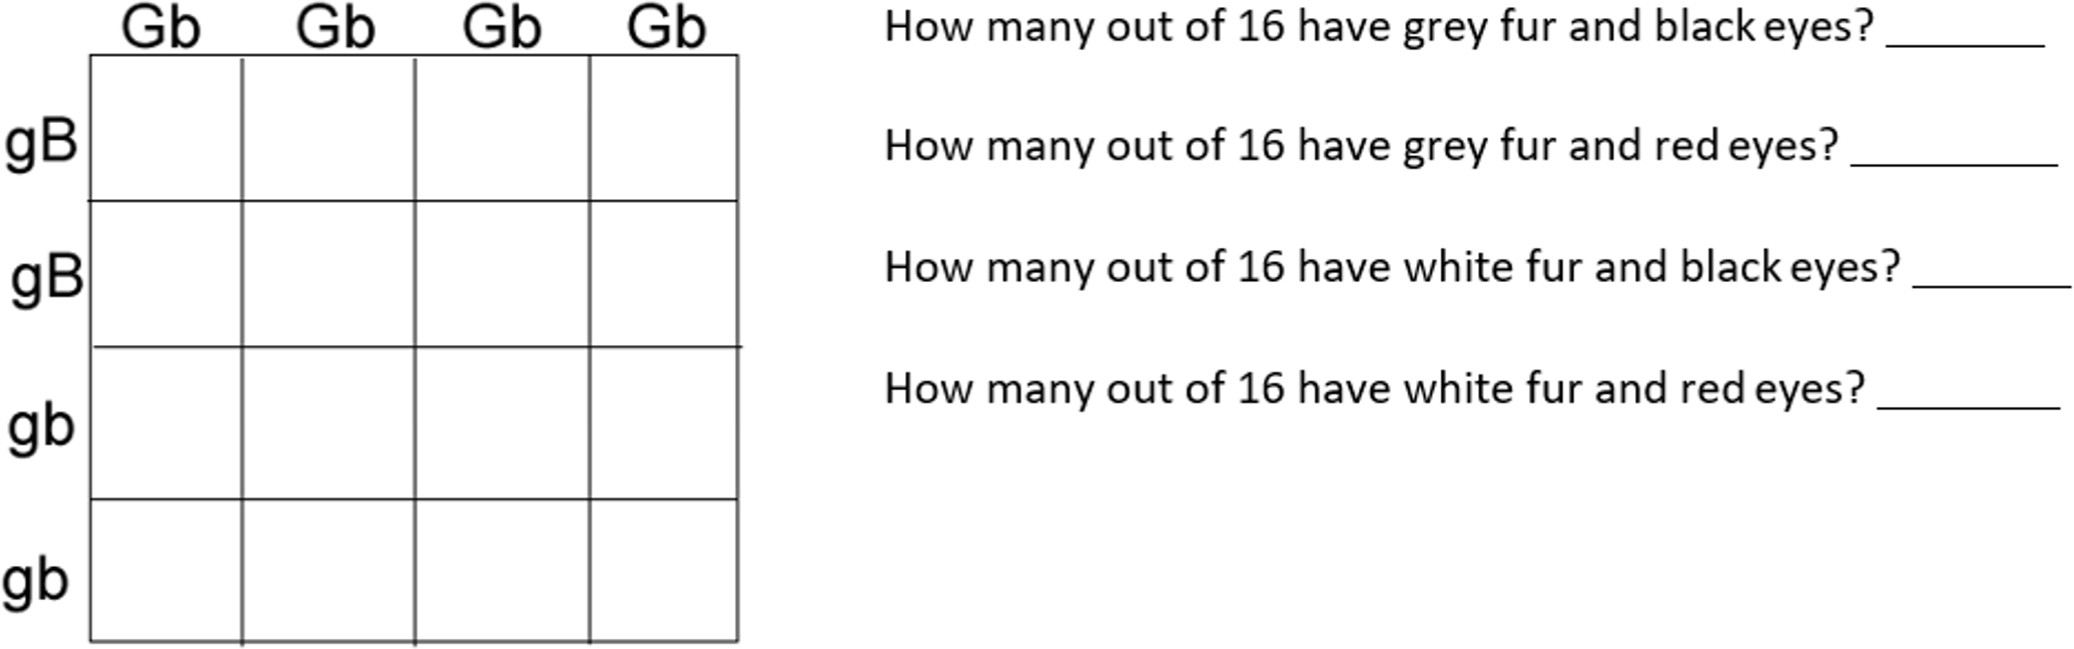 Gb Gb Gb Gb
gB
gB
gb
gb
How many out of 16 have grey fur and black eyes? _______
How many out of 16 have grey fur and red eyes? _________
How many out of 16 have white fur and black eyes? _______
How many out of 16 have white fur and red eyes? ________